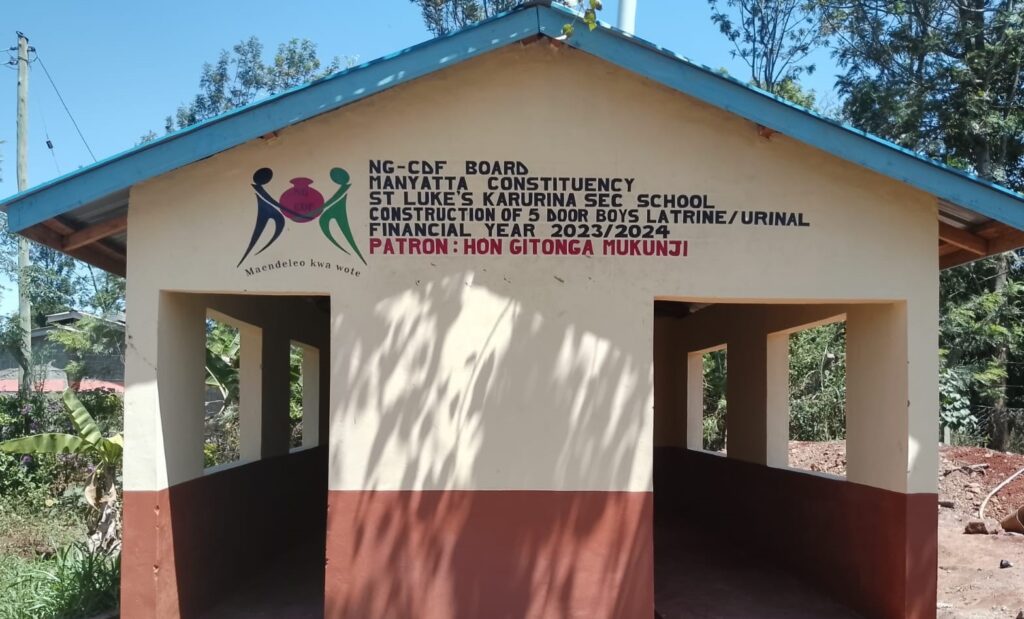 NG-CDF BOARD
MANYATTA CONSTITUENCY
ST LUKE'S KARURINA SEC SCHOOL
CONSTRUCTION OF 5 DOOR BOYS LATRINE/URINAL
FINANCIAL YEAR 2023/2024
PATRON: HON GITONGA MUKUNJI
CDF
Maendeleo kwa wote